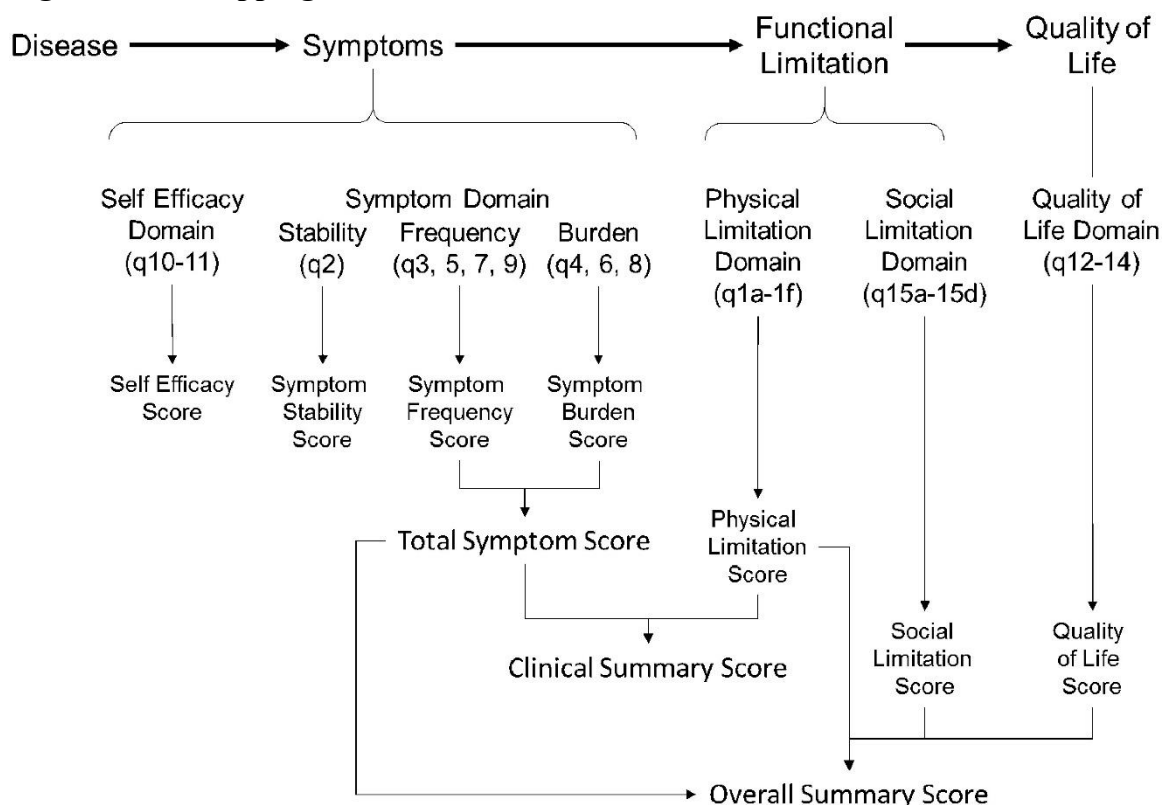 Disease
Symptoms
Functional
Limitation
Quality of
Life
Self Efficacy
Domain
(q10-11)
Symptom Domain
Stability
(q2)
Frequency
(q3, 5, 7, 9)
Burden
(q4, 6, 8)
Physical
Limitation
Domain
(q1a-1f)
Social
Limitation
Domain
(q15a-15d)
Quality of
Life Domain
(q12-14)
Self Efficacy
Score
Symptom
Stability
Score
Symptom
Frequency
Score
Symptom
Burden
Score
Total Symptom Score
Physical
Limitation
Score
Clinical Summary Score
Social
Limitation
Score
Quality
of Life
Score
Overall Summary Score